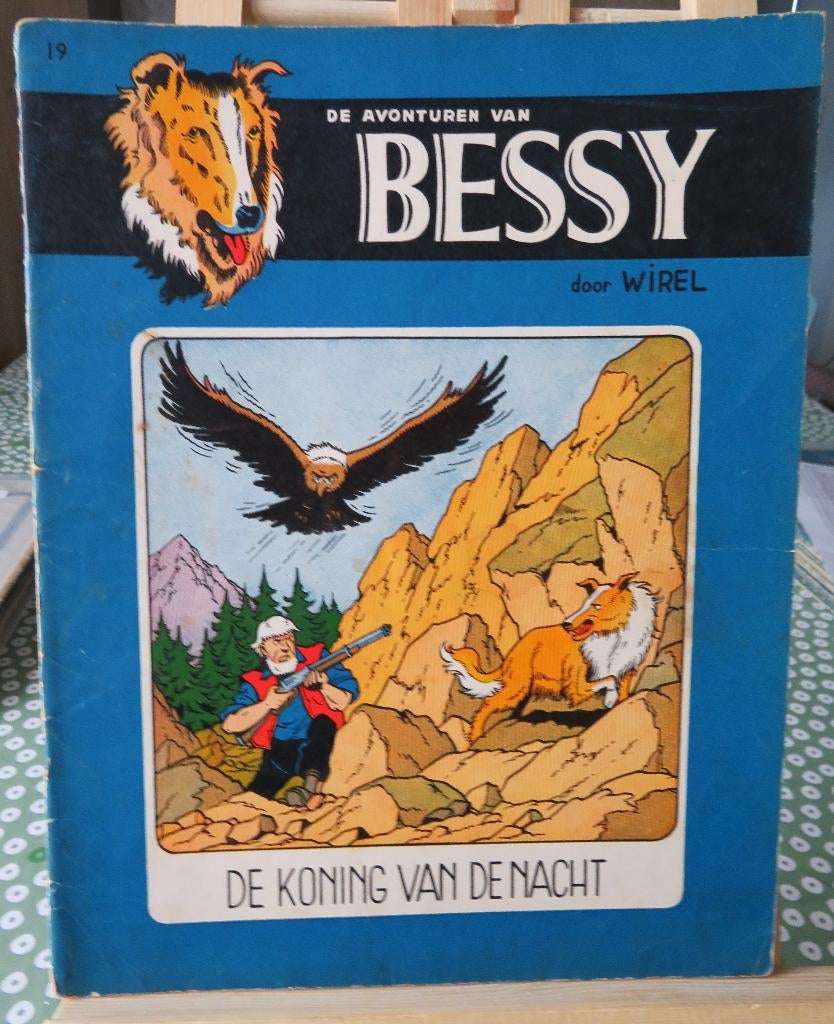 19
DE AVONTUREN VAN
BESSY
door WiREL
DE KONING VAN DE NACHT